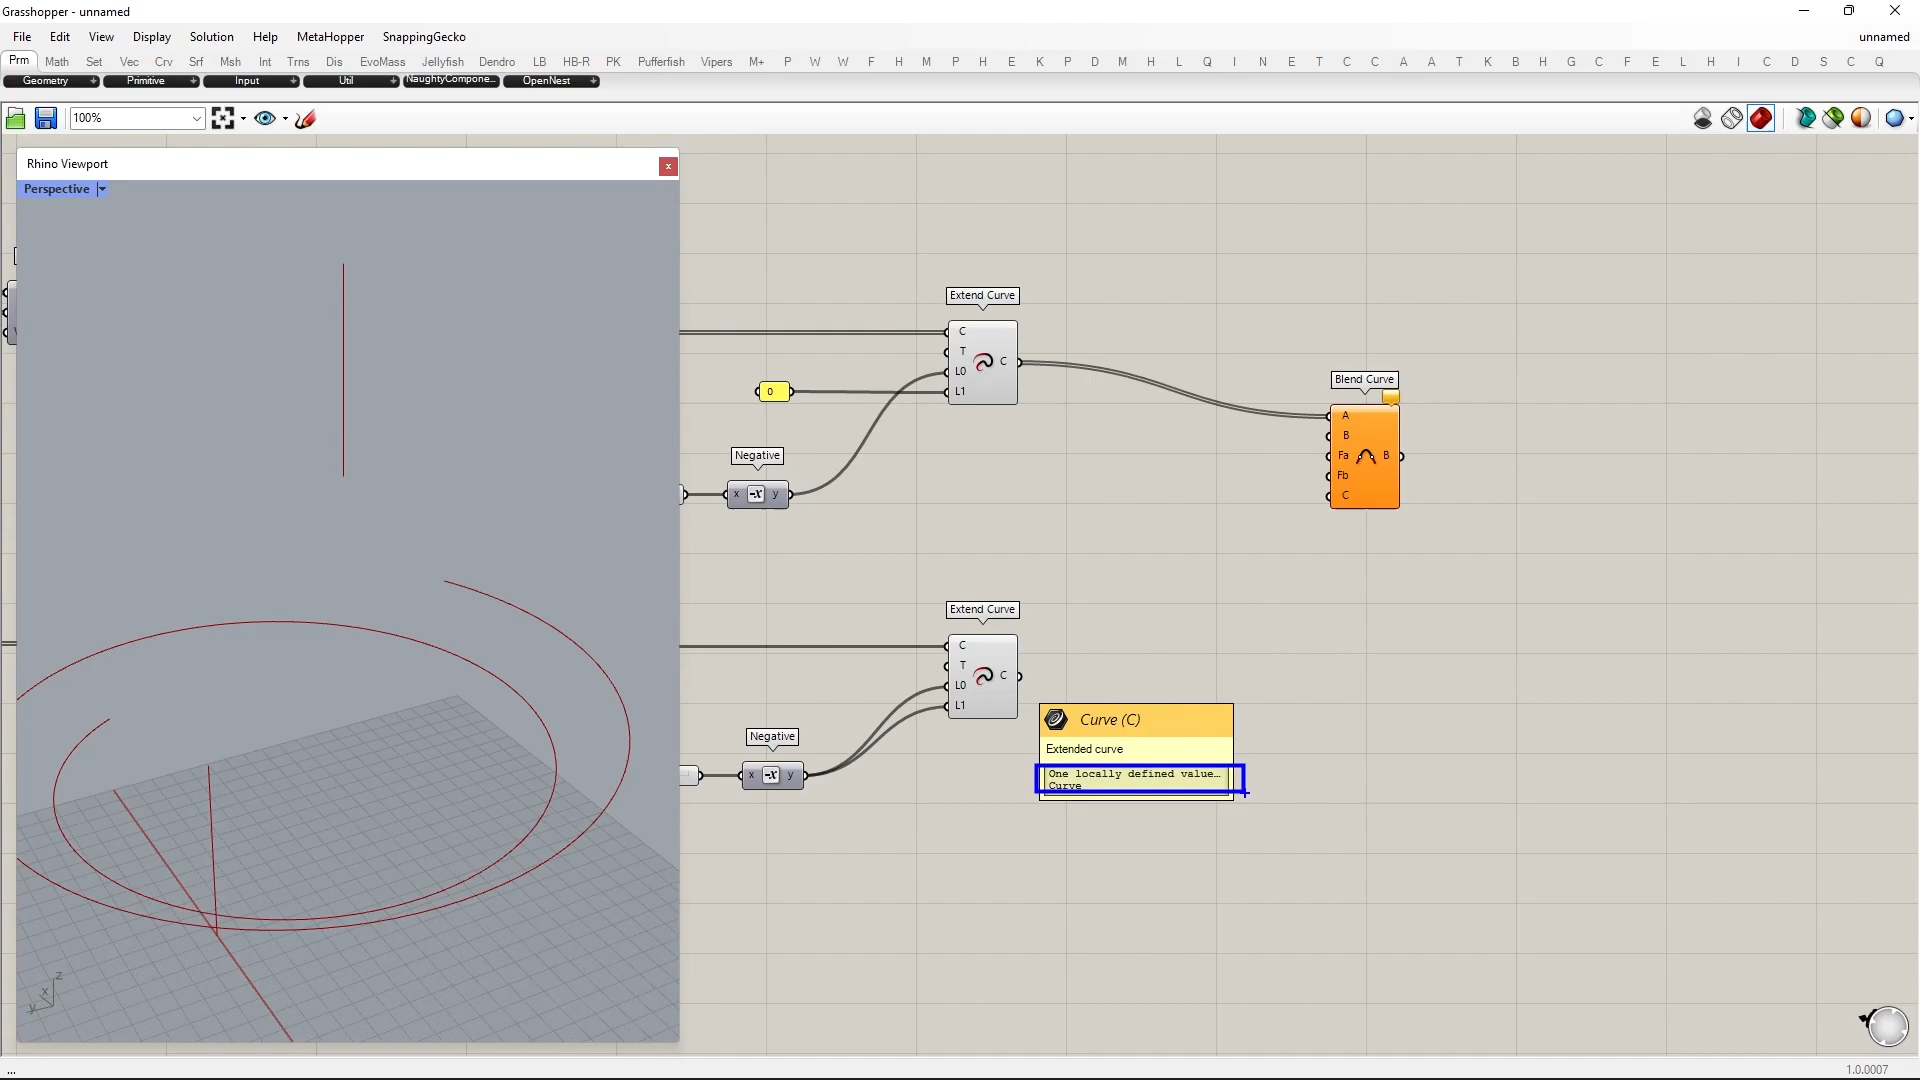 Grasshopper - unnamed
File Edit View Display Solution Help MetaHopper SnappingGecko unnamed
Prm Math Set Vec Crv Srf Msh Int Trns Dis EvoMass Jellyfish Dendro LB HB-R PK Pufferfish Vipers M+ P W W F H M P H E K P D M H L Q I N E T C C A A T K B H G C F E L H I C D S C Q
Geometry Primitive Input Util NaughtyCompone... OpenNest
100%
Rhino Viewport
Perspective
Extend Curve
C
T
L0
L1
C
0
Negative
x -x y
Blend Curve
A
B
Fa
Fb
C
B
Extend Curve
C
T
L0
L1
C
Negative
x -x y
Curve (C)
Extended curve
One locally defined value...
Curve
z
x
y
...
1.0.0007